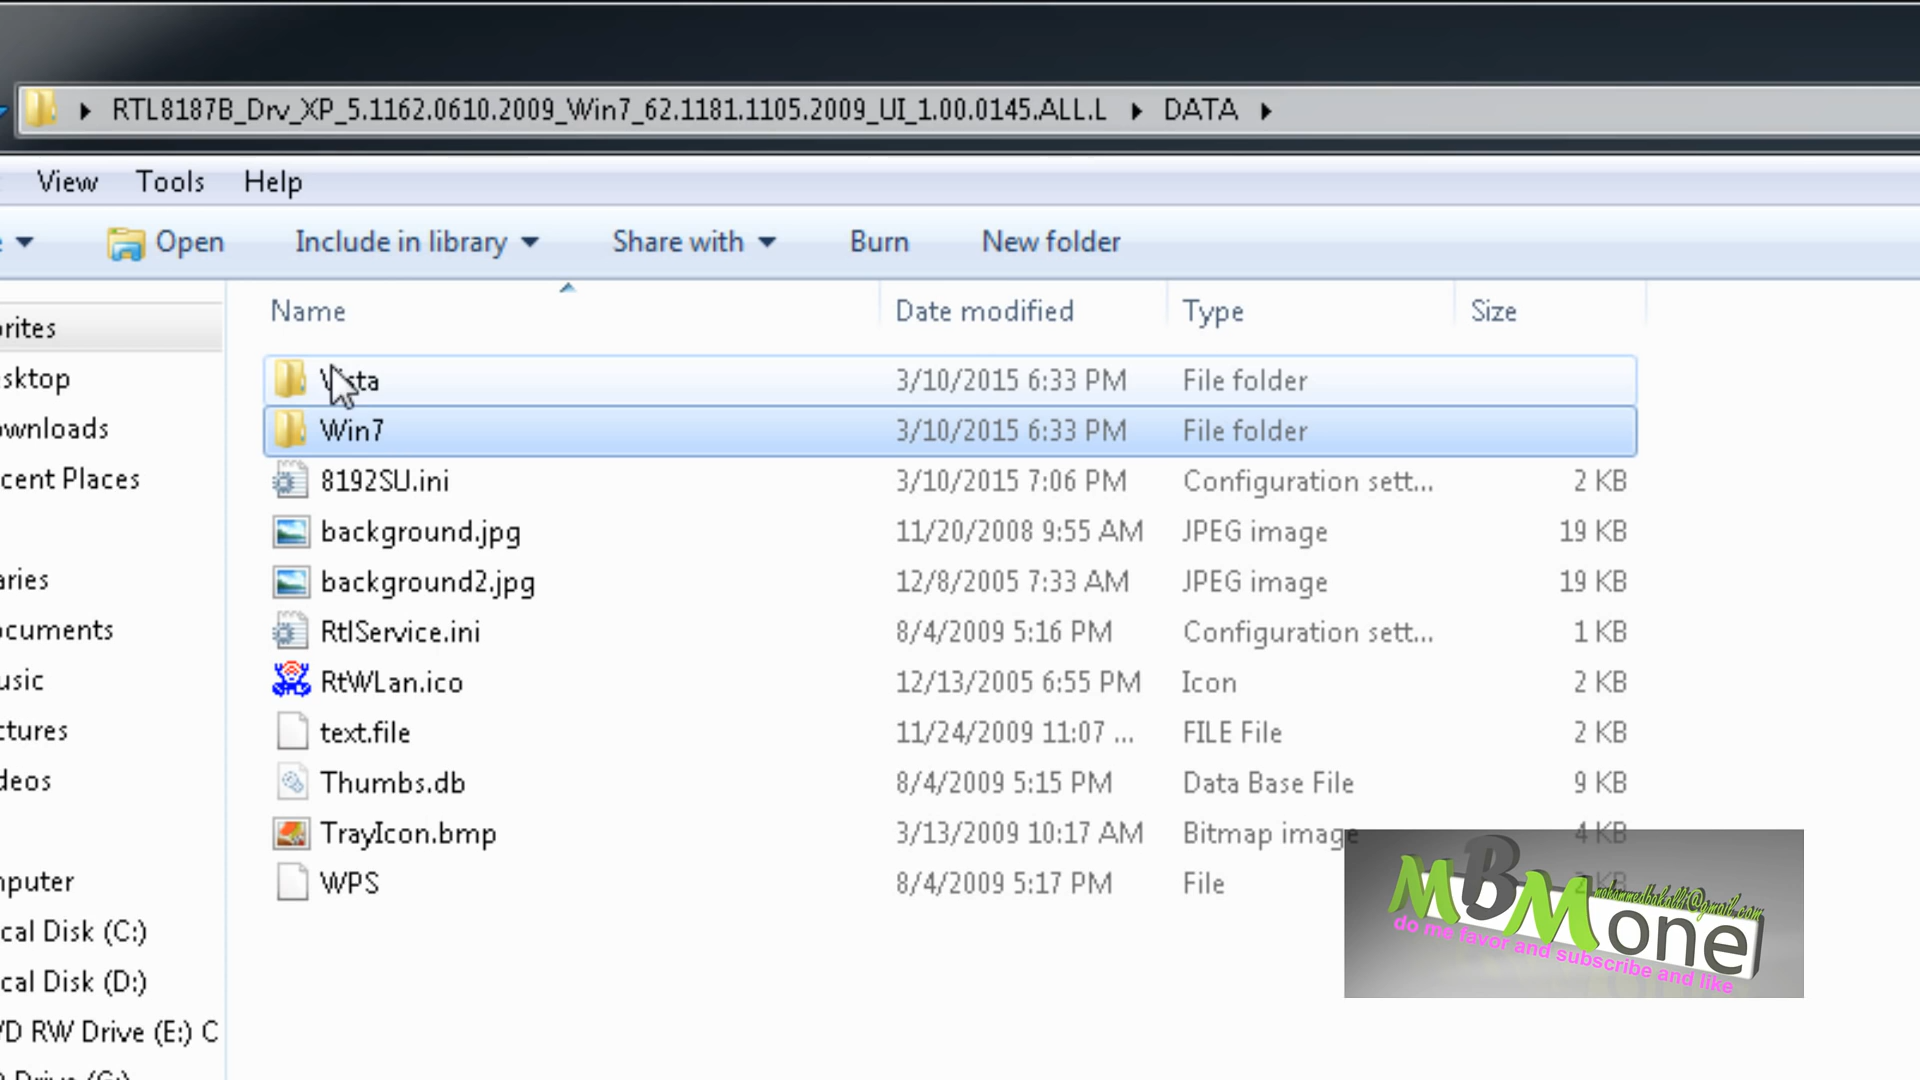 RTL8187B_Drv_XP_5.1162.0610.2009_Win7_62.1181.1105.2009_UI_1.00.0145.ALL.L DATA
View Tools Help
Open Include in library Share with Burn New folder
Name Date modified Type Size
Vista 3/10/2015 6:33 PM File folder
Win7 3/10/2015 6:33 PM File folder
8192SU.ini 3/10/2015 7:06 PM Configuration sett... 2 KB
background.jpg 11/20/2008 9:55 AM JPEG image 19 KB
background2.jpg 12/8/2005 7:33 AM JPEG image 19 KB
RtlService.ini 8/4/2009 5:16 PM Configuration sett... 1 KB
RtWLan.ico 12/13/2005 6:55 PM Icon 2 KB
text.file 11/24/2009 11:07 ... FILE File 2 KB
Thumbs.db 8/4/2009 5:15 PM Data Base File 9 KB
TrayIcon.bmp 3/13/2009 10:17 AM Bitmap image 4 KB
WPS 8/4/2009 5:17 PM File KB
rites
sktop
ownloads
cent Places
aries
ocuments
usic
ctures
deos
mputer
cal Disk (C:)
cal Disk (D:)
VD RW Drive (E:) C
MBMone
do me favor and subscribe and like